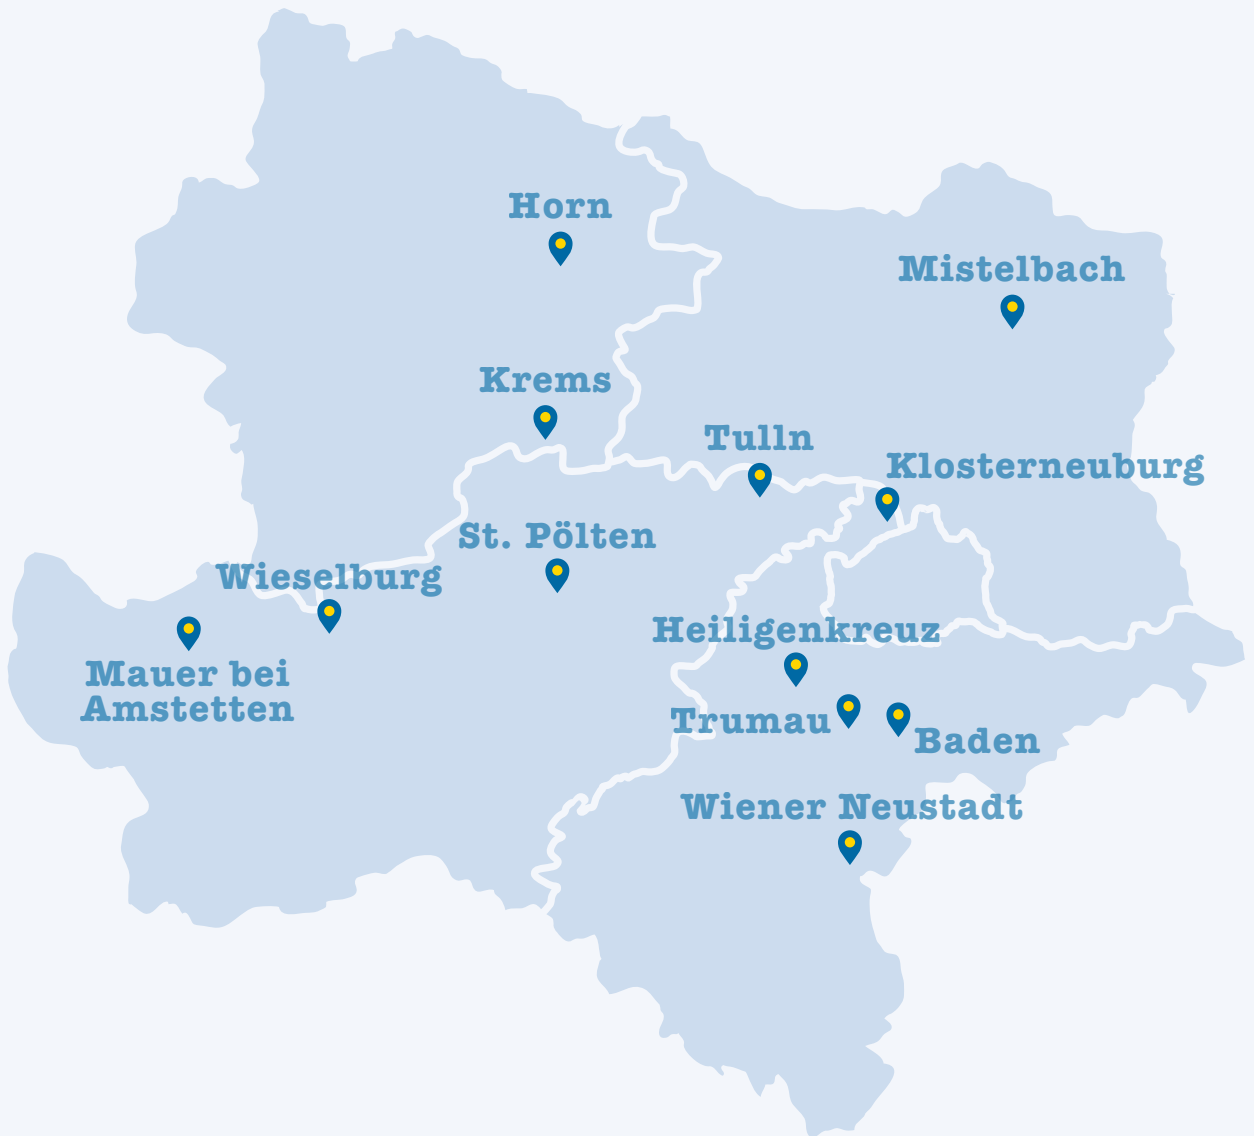 Horn
Mistelbach
Krems
Tulln
Klosterneuburg
St. Pölten
Wieselburg
Heiligenkreuz
Mauer bei
Amstetten
Trumau
Baden
Wiener Neustadt